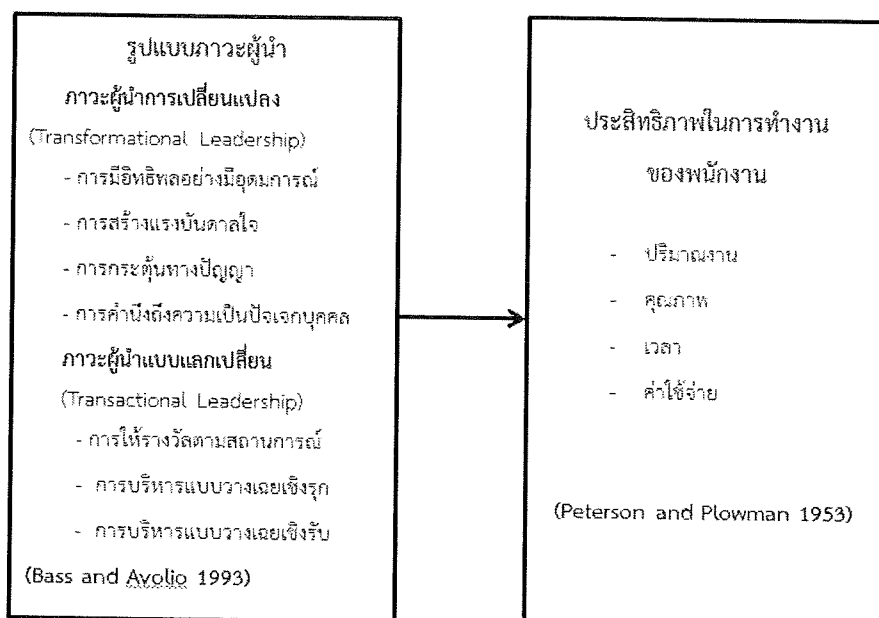 รูปแบบภาวะผู้นำ
ภาวะผู้นำการเปลี่ยนแปลง
(Transformational Leadership)
- การมีอิทธิพลอย่างมีอุดมการณ์
- การสร้างแรงบันดาลใจ
- การกระตุ้นทางปัญญา
- การคำนึงถึงความเป็นปัจเจกบุคคล
ภาวะผู้นำแบบแลกเปลี่ยน
(Transactional Leadership)
- การให้รางวัลตามสถานการณ์
- การบริหารแบบวางเฉยเชิงรุก
- การบริหารแบบวางเฉยเชิงรับ
(Bass and Avolio 1993)
ประสิทธิภาพในการทำงาน
ของพนักงาน
- ปริมาณงาน
- คุณภาพ
- เวลา
- ค่าใช้จ่าย
(Peterson and Plowman 1953)